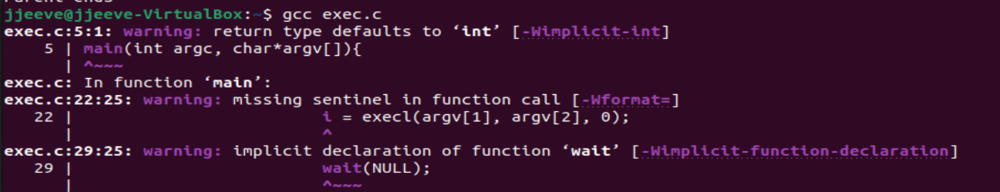 Parent ends
jjeeve@jjeeve-VirtualBox:~$ gcc exec.c
exec.c:5:1: warning: return type defaults to ‘int’ [-Wimplicit-int]
    5 | main(int argc, char*argv[]){
      | ^~~~
exec.c: In function ‘main’:
exec.c:22:25: warning: missing sentinel in function call [-Wformat=]
   22 |                         i = execl(argv[1], argv[2], 0);
      |                         ^
exec.c:29:25: warning: implicit declaration of function ‘wait’ [-Wimplicit-function-declaration]
   29 |                         wait(NULL);
      |                         ^~~~